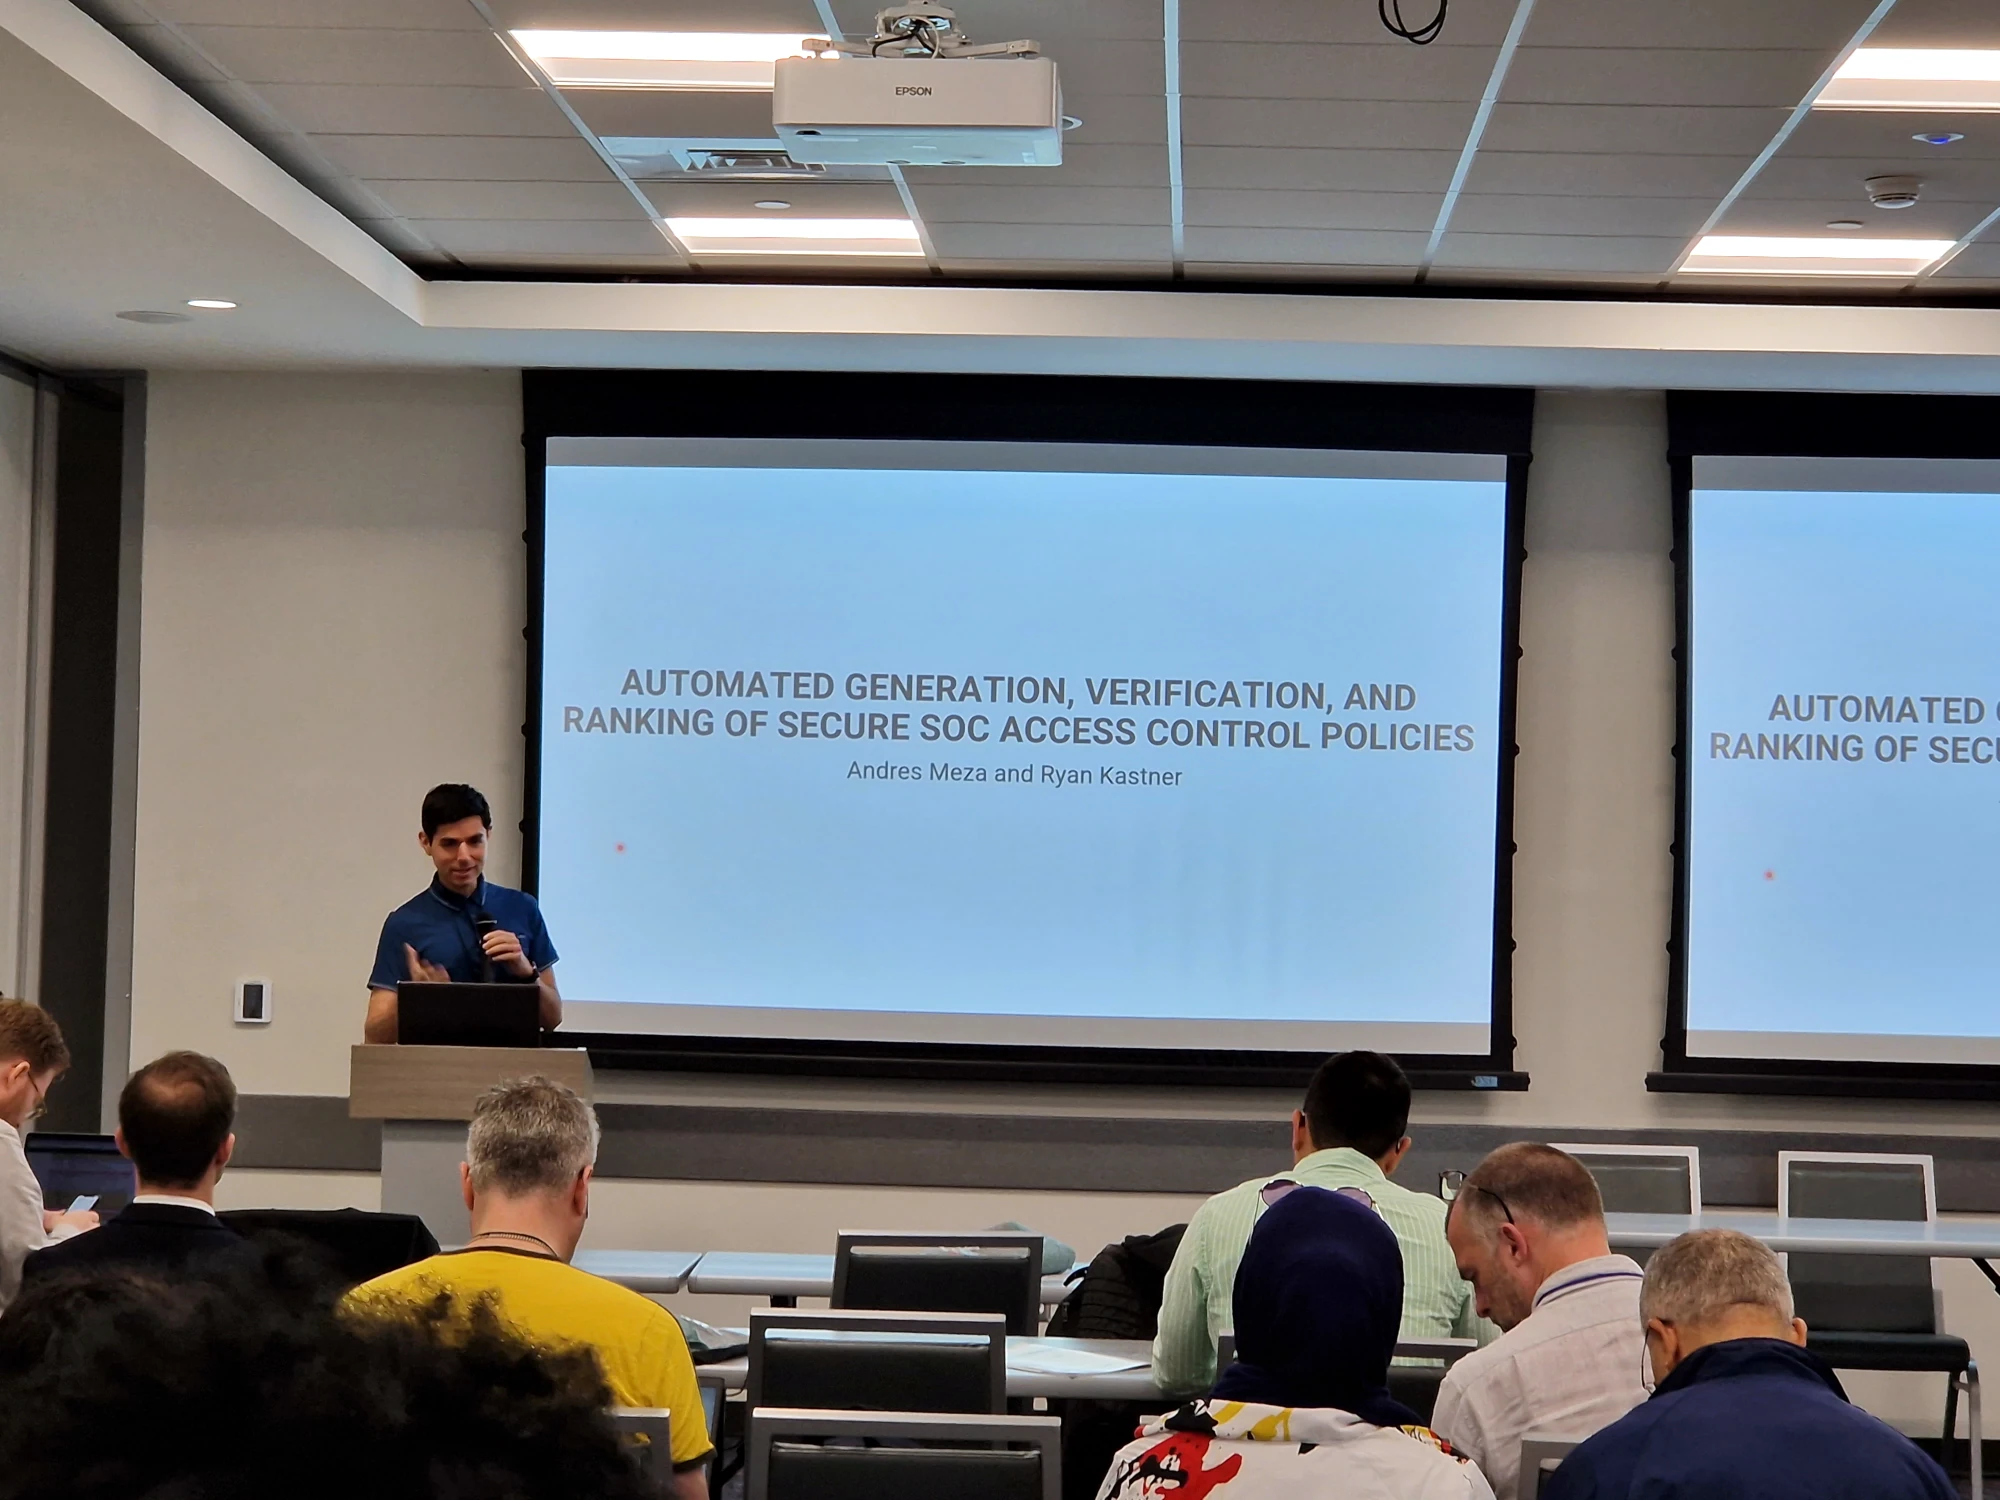 EPSON
AUTOMATED GENERATION, VERIFICATION, AND
RANKING OF SECURE SOC ACCESS CONTROL POLICIES
Andres Meza and Ryan Kastner
AUTOMATED
RANKING OF SECU